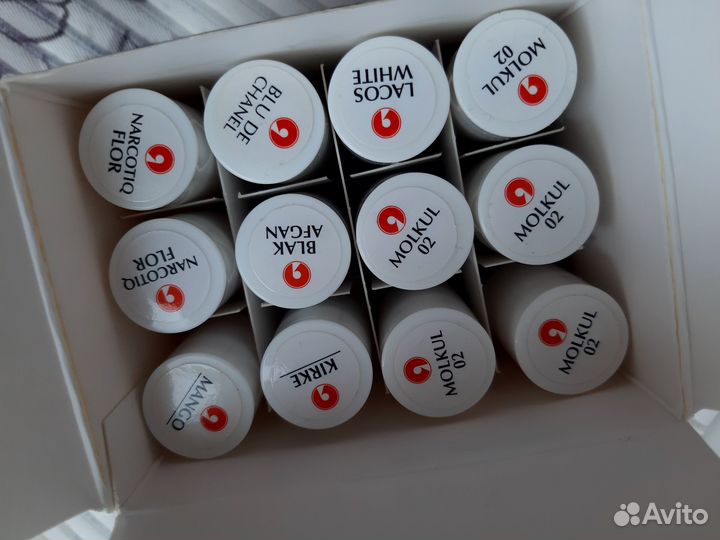 NARCOTIQ
FLOR
BLU DE
CHANEL
LACOS
WHITE
MOLKUL
02
NARCOTIQ
FLOR
BLAK
AFGAN
MOLKUL
02
MOLKUL
02
MANGO
KIRKE
MOLKUL
02
MOLKUL
02
Avito